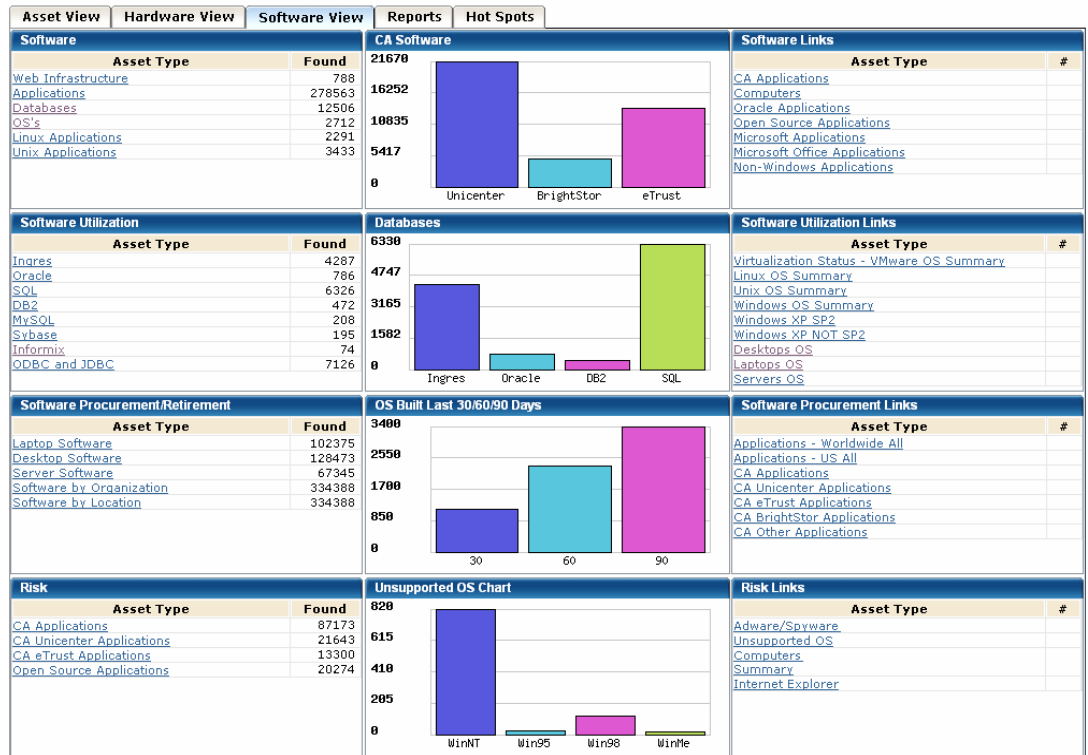 Asset View Hardware View Software View Reports Hot Spots
Software
Asset Type Found
Web Infrastructure 788
Applications 278563
Databases 12506
OS's 2712
Linux Applications 2291
Unix Applications 3433
CA Software
21670
16252
10835
5417
0
Unicenter BrightStor eTrust
Software Links
Asset Type #
CA Applications
Computers
Oracle Applications
Open Source Applications
Microsoft Applications
Microsoft Office Applications
Non-Windows Applications
Software Utilization
Asset Type Found
Ingres 4287
Oracle 786
SQL 6326
DB2 472
MySQL 208
Sybase 195
Informix 74
ODBC and JDBC 7126
Databases
6330
4747
3165
1582
0
Ingres Oracle DB2 SQL
Software Utilization Links
Asset Type #
Virtualization Status - VMware OS Summary
Linux OS Summary
Unix OS Summary
Windows OS Summary
Windows XP SP2
Windows XP NOT SP2
Desktops OS
Laptops OS
Servers OS
Software Procurement/Retirement
Asset Type Found
Laptop Software 102375
Desktop Software 128473
Server Software 67345
Software by Organization 334388
Software by Location 334388
OS Built Last 30/60/90 Days
3400
2550
1700
850
0
30 60 90
Software Procurement Links
Asset Type #
Applications - Worldwide All
Applications - US All
CA Applications
CA Unicenter Applications
CA eTrust Applications
CA BrightStor Applications
CA Other Applications
Risk
Asset Type Found
CA Applications 87173
CA Unicenter Applications 21643
CA eTrust Applications 13300
Open Source Applications 20274
Unsupported OS Chart
820
615
410
205
0
WinNT Win95 Win98 WinMe
Risk Links
Asset Type #
Adware/Spyware
Unsupported OS
Computers
Summary
Internet Explorer